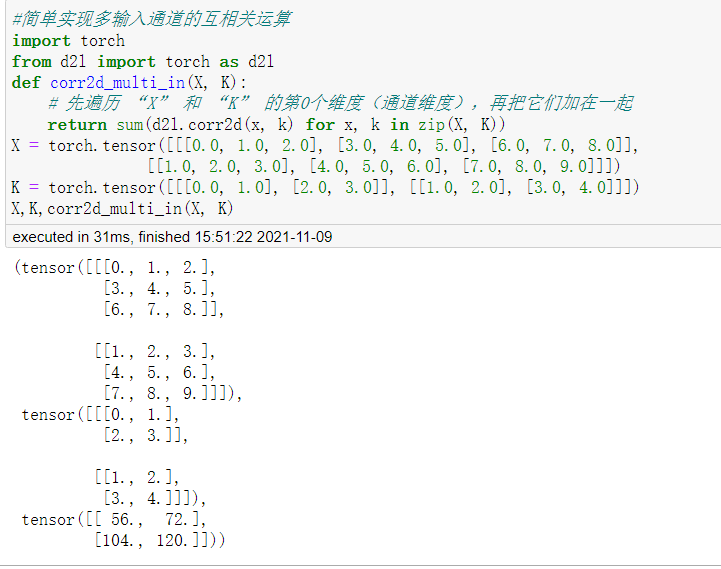 #简单实现多输入通道的互相关运算
import torch
from d2l import torch as d2l
def corr2d_multi_in(X, K):
    # 先遍历 “X” 和 “K” 的第0个维度（通道维度），再把它们加在一起
    return sum(d2l.corr2d(x, k) for x, k in zip(X, K))
X = torch.tensor([[[0.0, 1.0, 2.0], [3.0, 4.0, 5.0], [6.0, 7.0, 8.0]],
              [[1.0, 2.0, 3.0], [4.0, 5.0, 6.0], [7.0, 8.0, 9.0]]])
K = torch.tensor([[[0.0, 1.0], [2.0, 3.0]], [[1.0, 2.0], [3.0, 4.0]]])
X,K,corr2d_multi_in(X, K)
executed in 31ms, finished 15:51:22 2021-11-09
(tensor([[[0., 1., 2.],
          [3., 4., 5.],
          [6., 7., 8.]],
         [[1., 2., 3.],
          [4., 5., 6.],
          [7., 8., 9.]]]),
 tensor([[[0., 1.],
          [2., 3.]],
         [[1., 2.],
          [3., 4.]]]),
 tensor([[ 56.,  72.],
         [104., 120.]]))